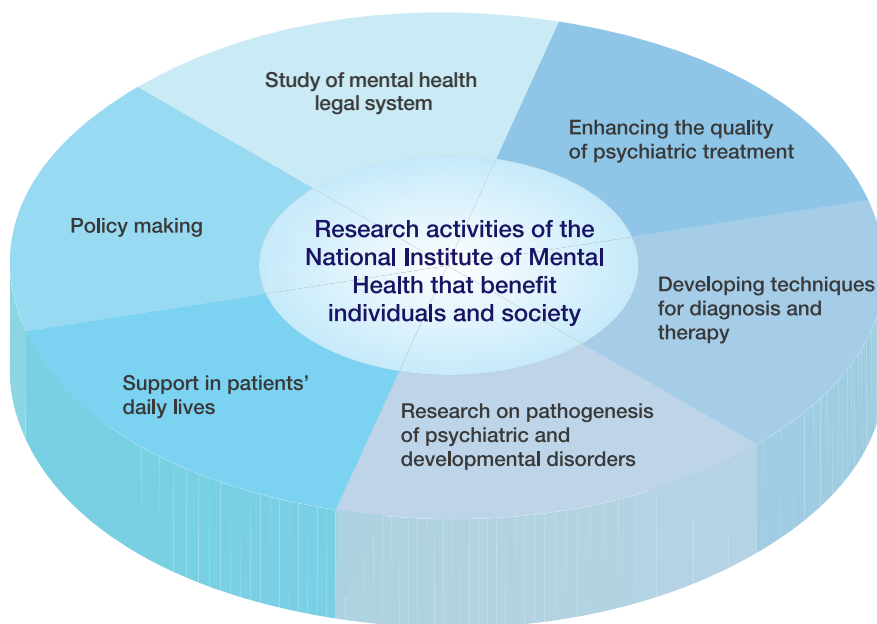 Study of mental health
legal system
Enhancing the quality
of psychiatric treatment
Policy making
Research activities of the
National Institute of Mental
Health that benefit
individuals and society
Developing techniques
for diagnosis and
therapy
Support in patients’
daily lives
Research on pathogenesis
of psychiatric and
developmental disorders